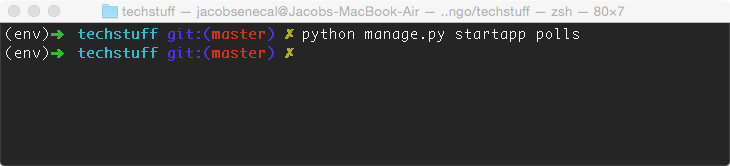 techstuff — jacobsenecal@Jacobs-MacBook-Air — ..ngo/techstuff — zsh — 80×7
(env)➜ techstuff git:(master) ✗ python manage.py startapp polls
(env)➜ techstuff git:(master) ✗